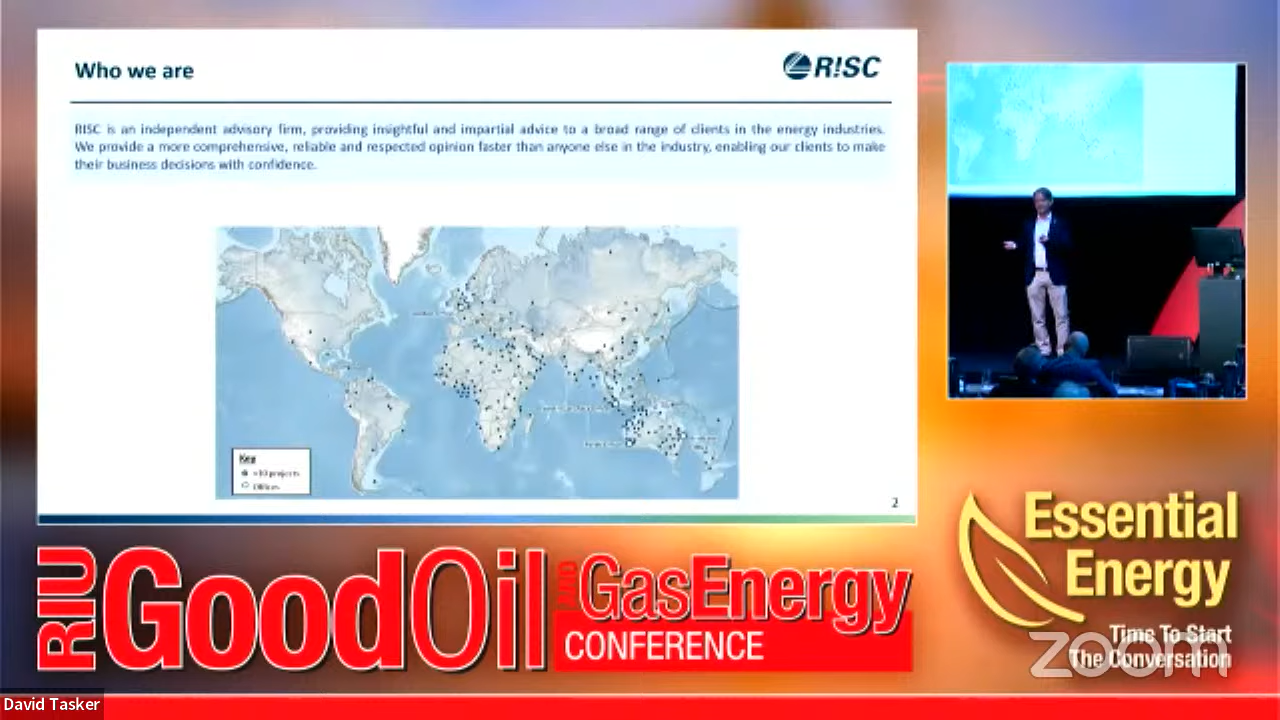 Who we are
R!SC
RISC is an independent advisory firm, providing insightful and impartial advice to a broad range of clients in the energy industries.
We provide a more comprehensive, reliable and respected opinion faster than anyone else in the industry, enabling our clients to make
their business decisions with confidence.
Key
Offices
2
RIU
GoodOil
AND
GasEnergy
CONFERENCE
Essential
Energy
Time To Start
The Conversation
zoom
David Tasker